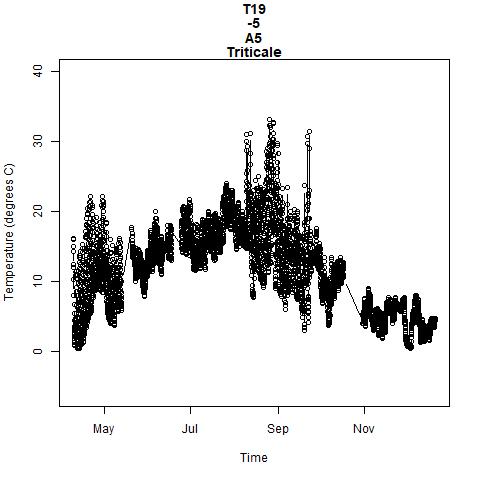 T19
-5
A5
Triticale
40
30
20
10
0
Temperature (degrees C)
May
Jul
Sep
Nov
Time